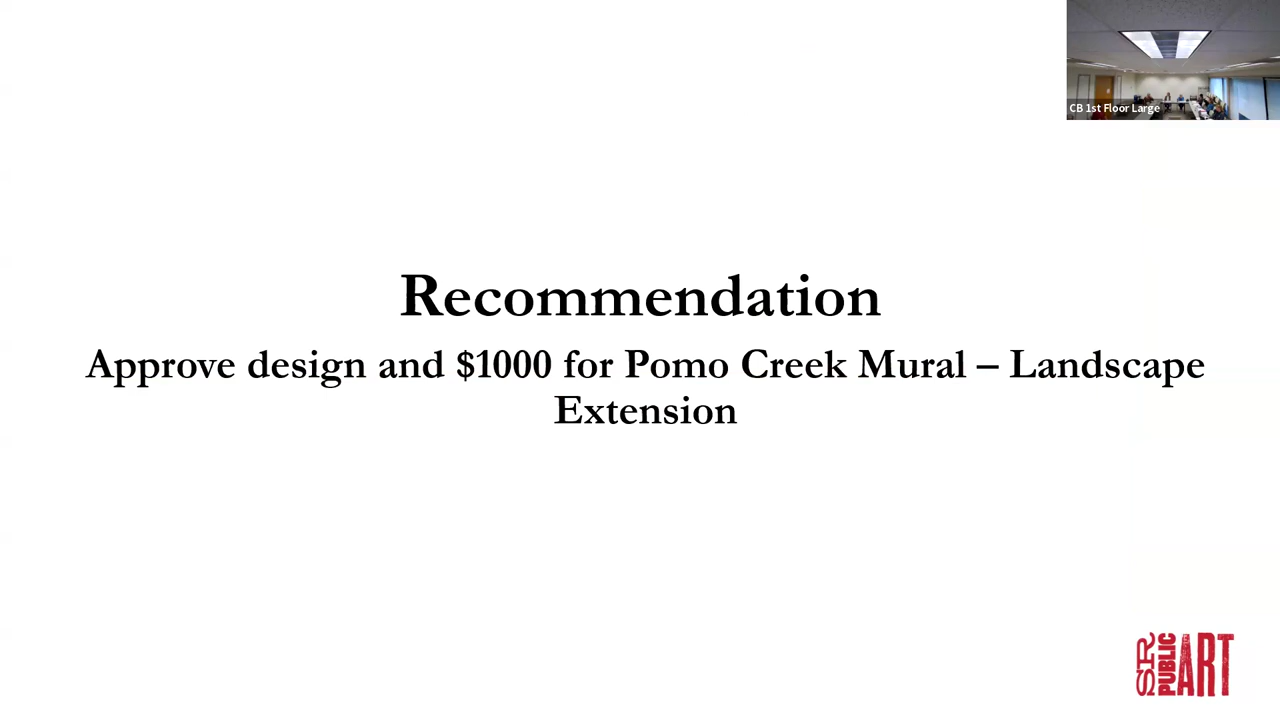 CB 1st Floor Large
Recommendation
Approve design and $1000 for Pomo Creek Mural – Landscape
Extension
SR
PUBLIC
ART